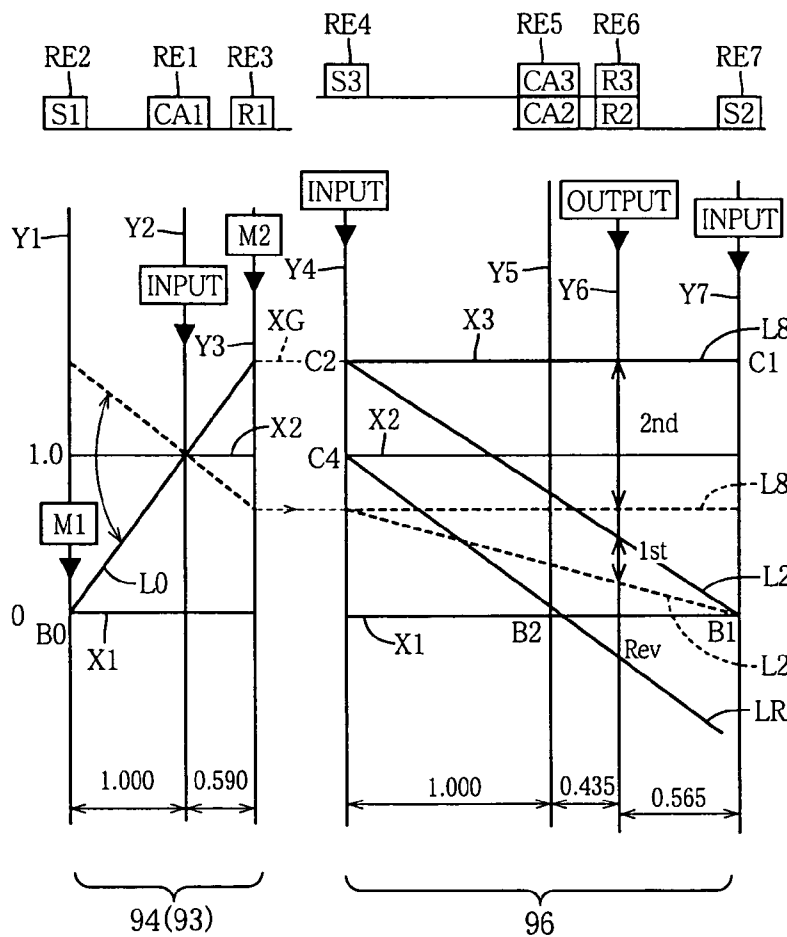 RE4 RE5 RE6
RE2 RE1 RE3 RE7
S3 CA3 R3
S1 CA1 R1 CA2 R2 S2
INPUT OUTPUT INPUT
Y1 Y2 M2
INPUT Y4 Y5 Y6 Y7
Y3 XG X3 L8
C2 C1
X2 X2 2nd
1.0 C4
L8
M1 1st
L0 L2
0 B0 X1 X1 B2 Rev B1 L2
LR
1.000 0.590 1.000 0.435 0.565
94(93) 96